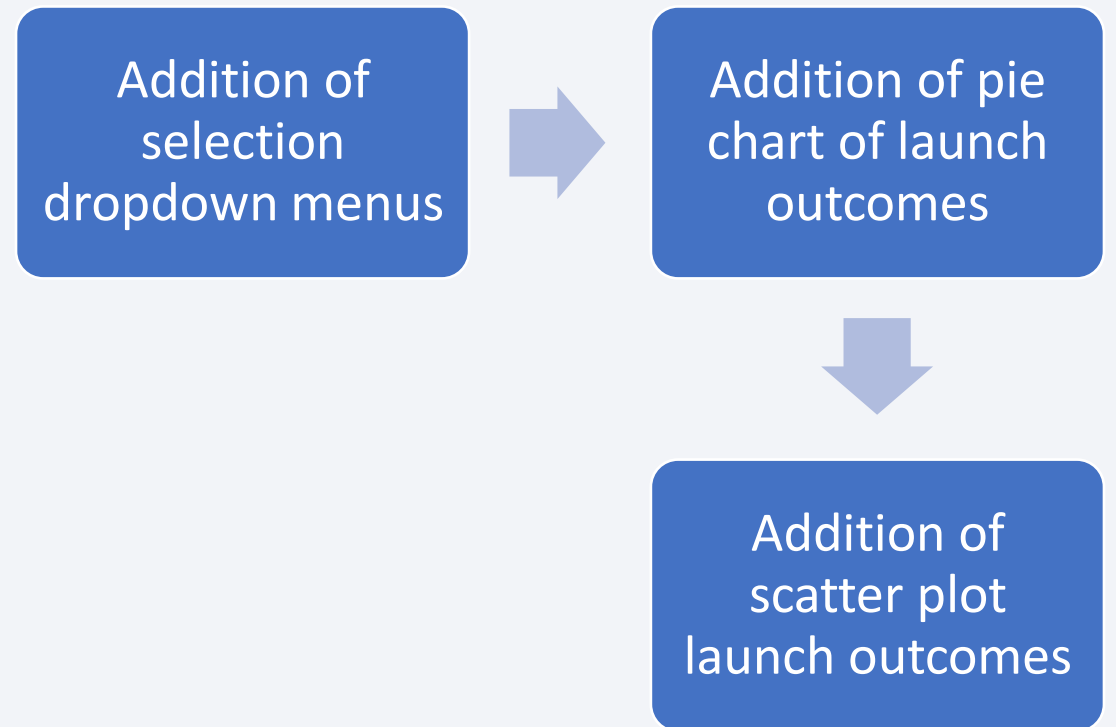 Addition of
selection
dropdown menus
Addition of pie
chart of launch
outcomes
Addition of
scatter plot
launch outcomes